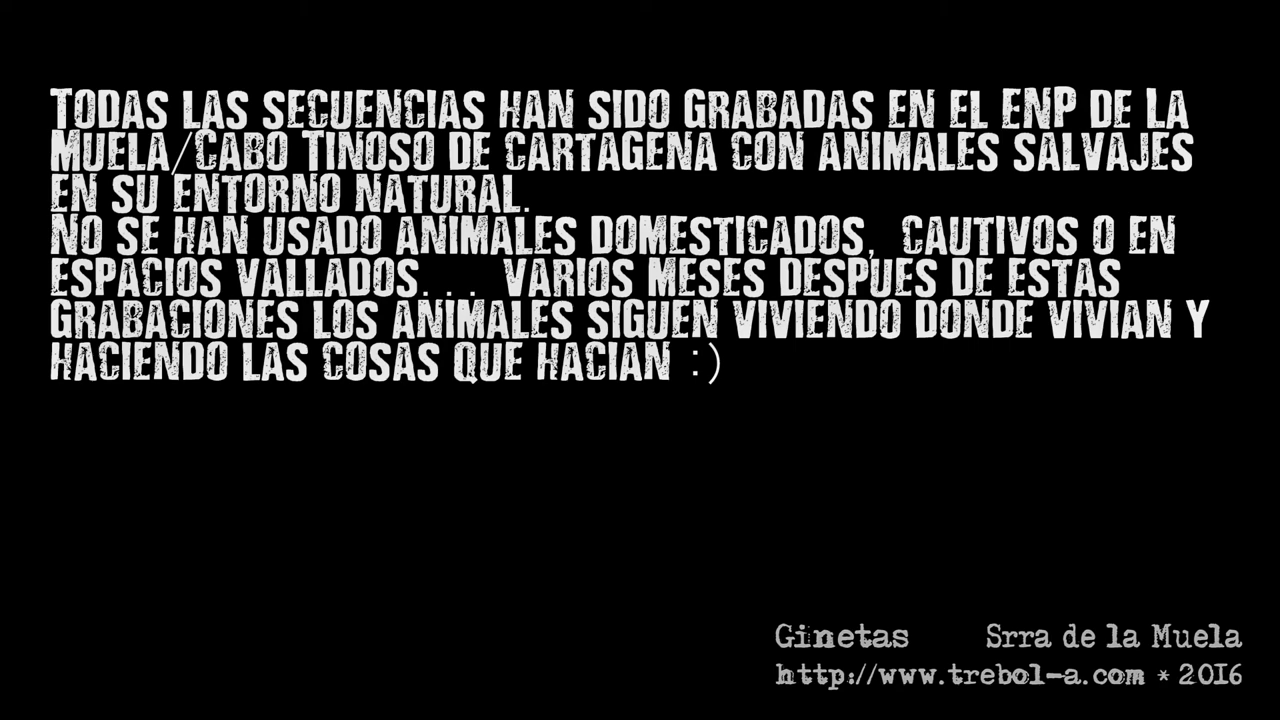 Todas las secuencias han sido grabadas en el ENP de la
Muela/Cabo Tinoso de Cartagena con animales salvajes
en su entorno natural.
No se han usado animales domesticados, cautivos o en
espacios vallados... varios meses despues de estas
grabaciones los animales siguen viviendo donde vivian y
haciendo las cosas que hacian :)
Ginetas Srra de la Muela
http://www.trebol-a.com * 2016